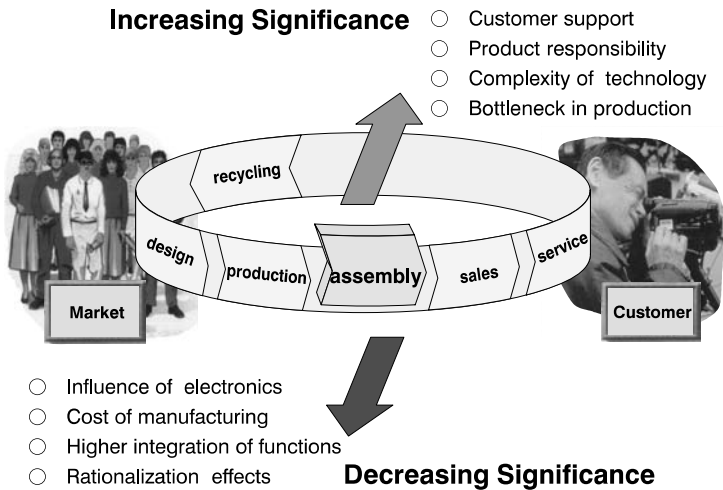 Increasing Significance
Customer support
Product responsibility
Complexity of technology
Bottleneck in production
recycling
design
production
assembly
sales
service
Market
Customer
Influence of electronics
Cost of manufacturing
Higher integration of functions
Rationalization effects
Decreasing Significance